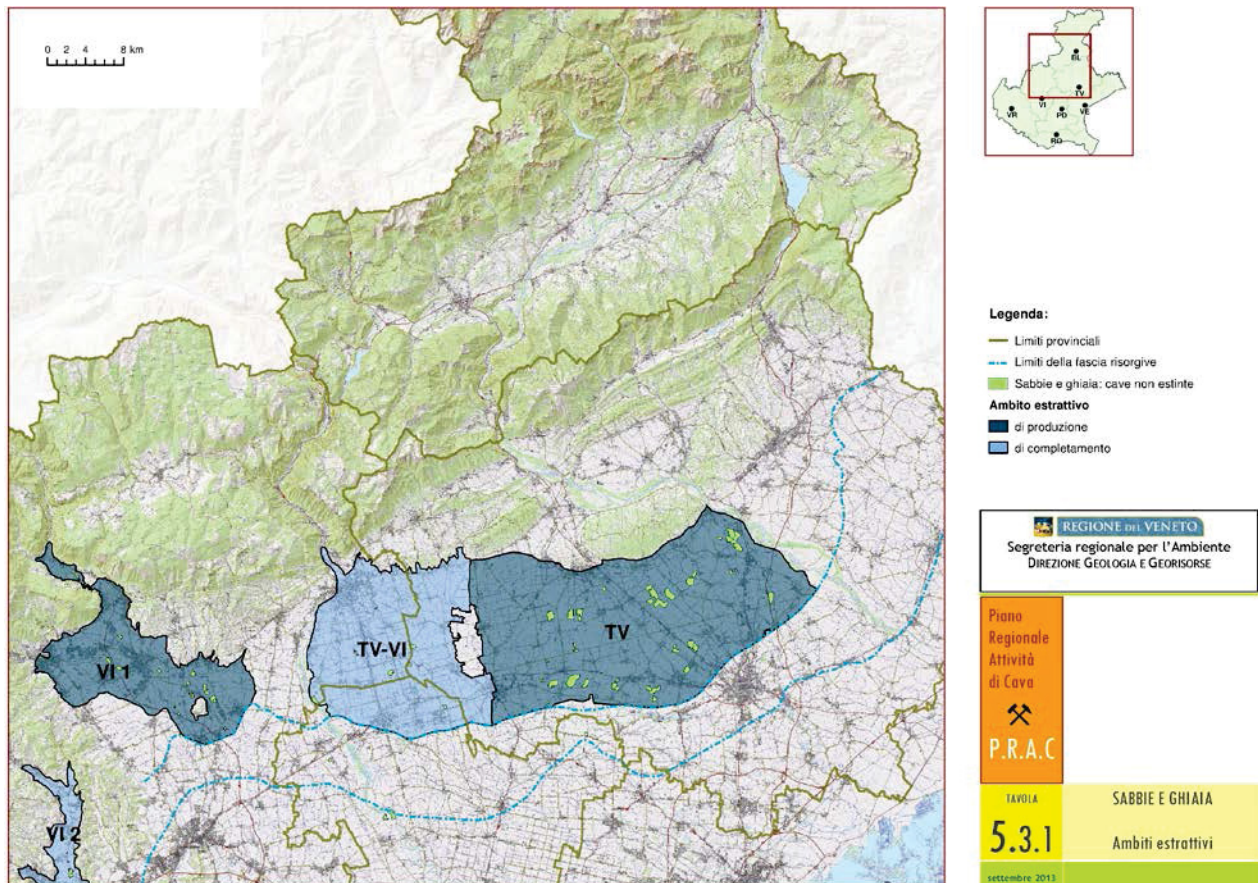 0 2 4 8 km
BL
TV
VI
VE
VR
PD
RO
Legenda:
Limiti provinciali
Limiti della fascia risorgive
Sabbie e ghiaia: cave non estinte
Ambito estrattivo
di produzione
di completamento
VI 1
TV-VI
TV
VI 2
REGIONE DEL VENETO
Segreteria regionale per l'Ambiente
DIREZIONE GEOLOGIA E GEORISORSE
Piano
Regionale
Attività
di Cava
P.R.A.C
TAVOLA
5.3.1
SABBIE E GHIAIA
Ambiti estrattivi
settembre 2013